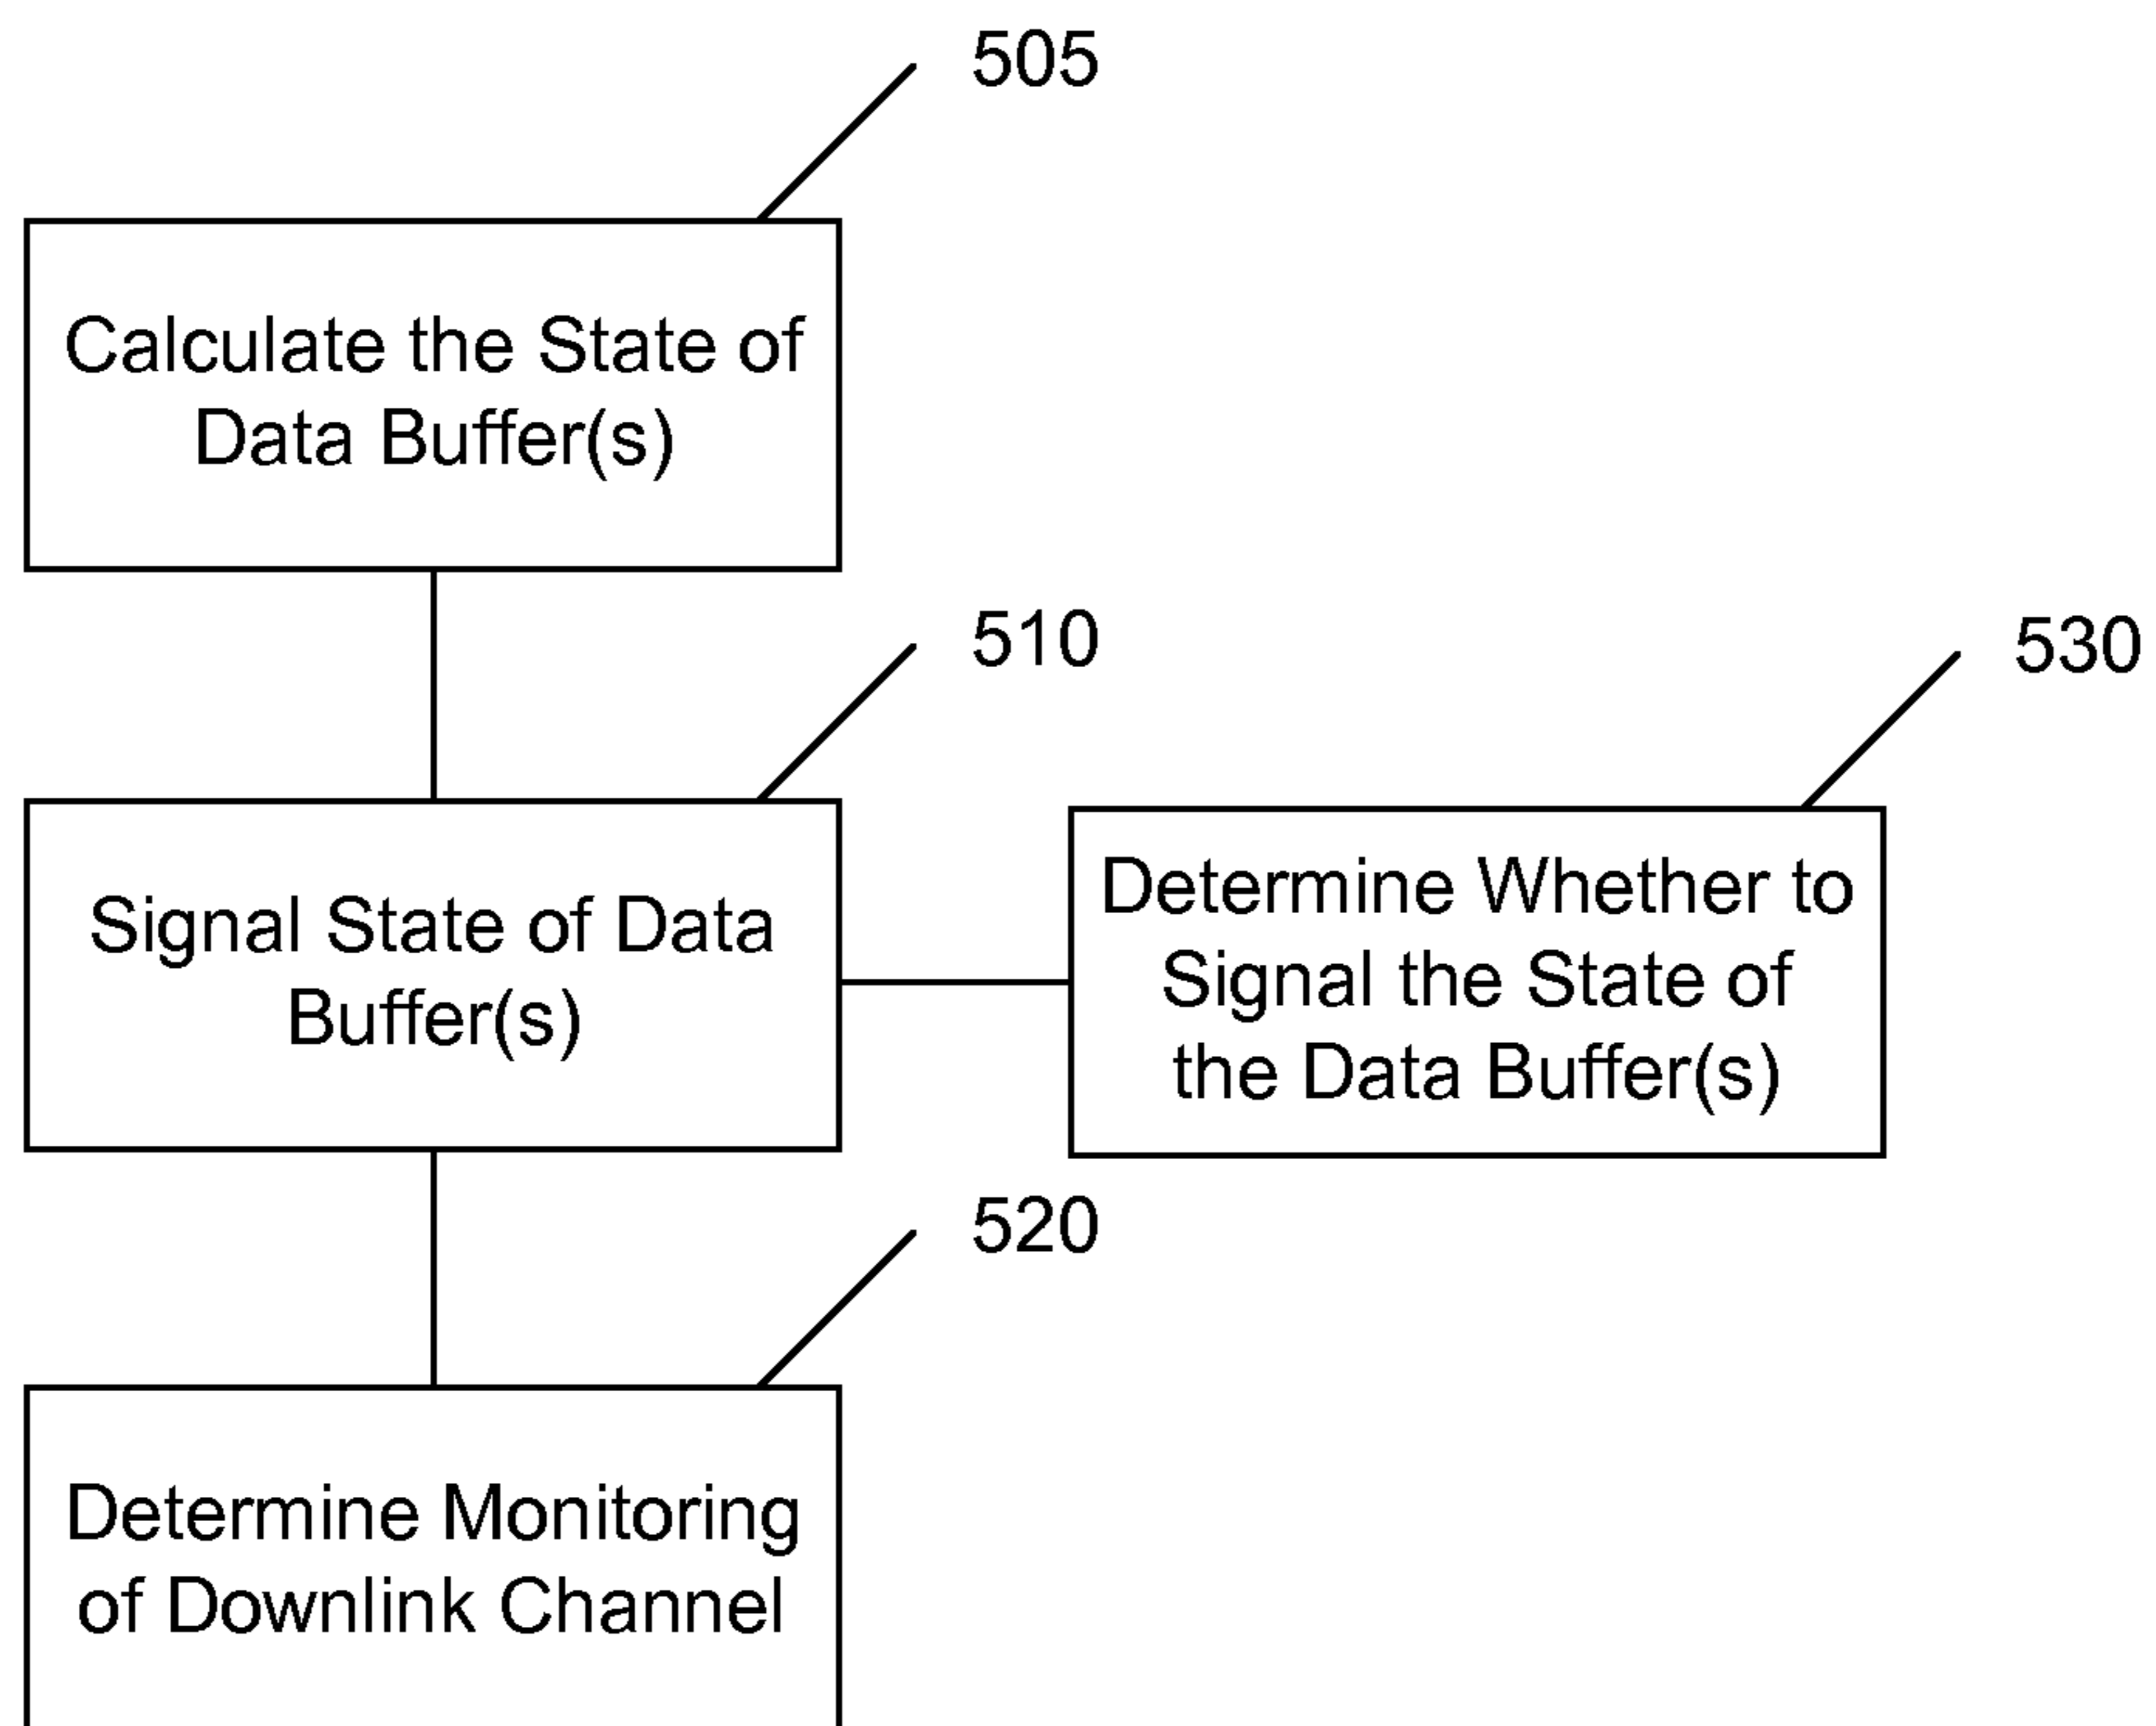 505
Calculate the State of
Data Buffer(s)
510
530
Signal State of Data
Buffer(s)
Determine Whether to
Signal the State of
the Data Buffer(s)
520
Determine Monitoring
of Downlink Channel